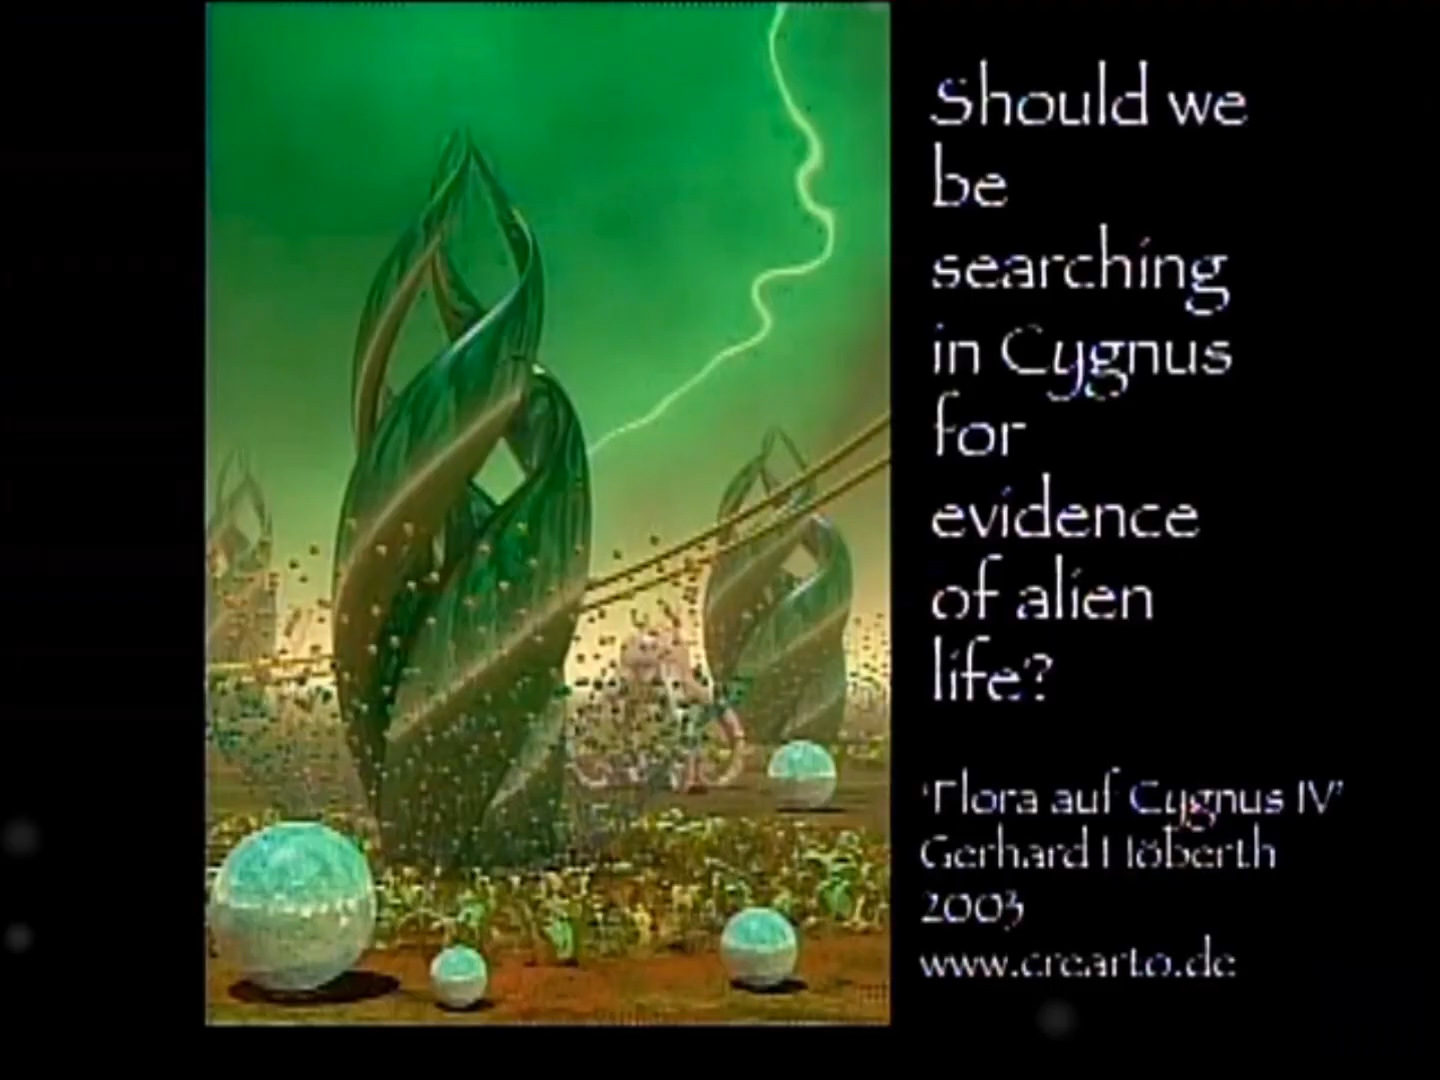 Should we
be
searching
in Cygnus
for
evidence
of alien
life?
'Flora auf Cygnus IV'
Gerhard Höberth
2003
www.crearto.de